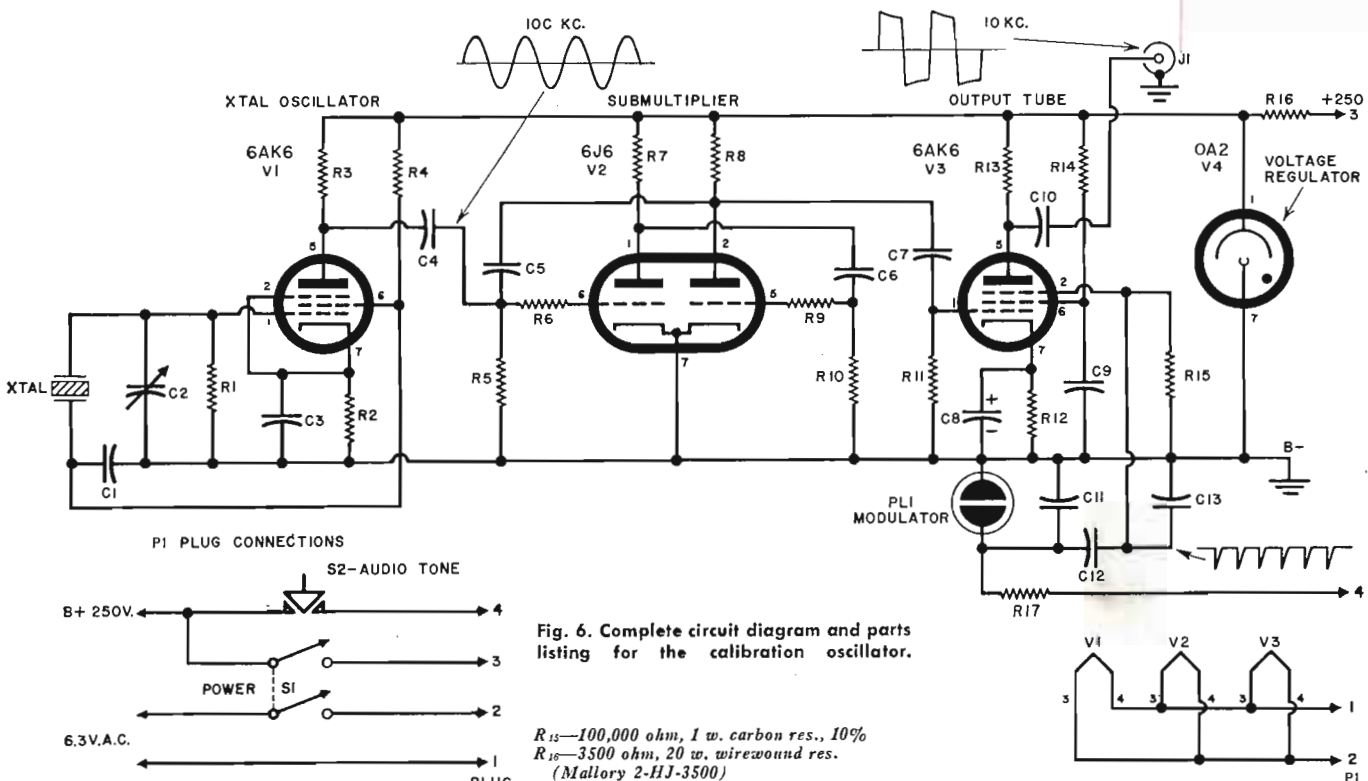 100 KC.
10 KC.
J1
XTAL OSCILLATOR
SUBMULTIPLIER
OUTPUT TUBE
R16
+250
3
6AK6
V1
R3
R4
6J6
V2
R7
R8
6AK6
V3
R13
R14
OA2
V4
VOLTAGE
REGULATOR
C10
C4
C5
C7
C6
5
1
2
5
1
2
6
1
7
6
R6
7
5
R9
1
2
6
7
7
XTAL
C2
R1
C3
R2
R5
R10
R11
C8
+
−
R12
C9
R15
C1
B-
PL1
MODULATOR
C11
C13
C12
R17
4
P1 PLUG CONNECTIONS
S2-AUDIO TONE
B+ 250V.
4
3
POWER
S1
2
6.3V.A.C.
1
PLUG
Fig. 6. Complete circuit diagram and parts
listing for the calibration oscillator.
R15—100,000 ohm, 1 w. carbon res., 10%
R16—3500 ohm, 20 w. wirewound res.
(Mallory 2-HJ-3500)
V1
V2
V3
3
4
3
4
3
4
1
2
P1